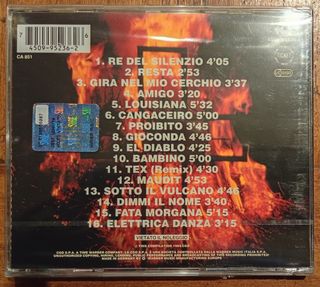 7
4509-95236-2
6
CA 851
1. RE DEL SILENZIO 4'05
2. RESTA 2'53
3. GIRA NEL MIO CERCHIO 3'37
4. AMIGO 3'20
5. LOUISIANA 5'32
6. CANGACEIRO 5'00
7. PROIBITO 3'45
8. GIOCONDA 4'46
9. EL DIABLO 4'25
10. BAMBINO 5'00
11. TEX (Remix) 4'30
12. MAUDIT 4'53
13. SOTTO IL VULCANO 4'46
14. DIMMI IL NOME 3'40
15. FATA MORGANA 5'15
16. ELETTRICA DANZA 3'15
VIETATO IL NOLEGGIO